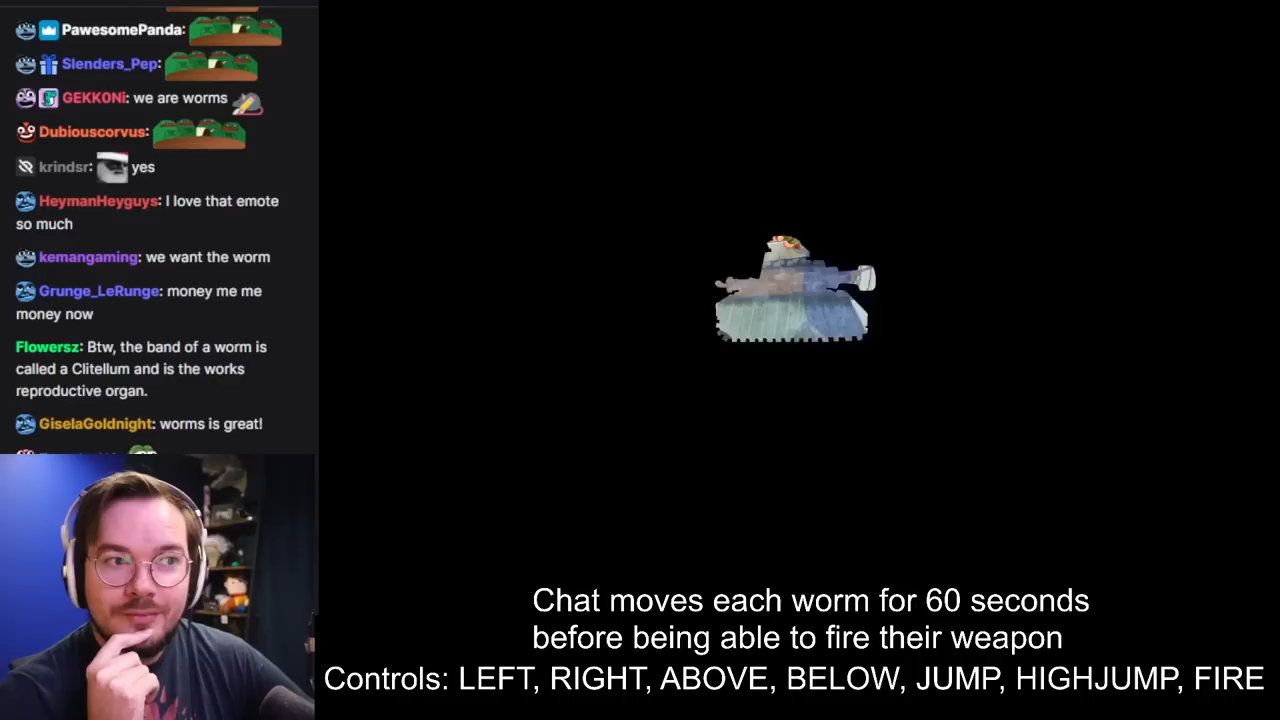 PawesomePanda:
Slenders_Pep:
GEKK0Ni: we are worms
Dubiouscorvus:
krindsr: yes
HeymanHeyguys: I love that emote
so much
kemangaming: we want the worm
Grunge_LeRunge: money me me
money now
Flowersz: Btw, the band of a worm is
called a Clitellum and is the works
reproductive organ.
GiselaGoldnight: worms is great!
Chat moves each worm for 60 seconds
before being able to fire their weapon
Controls: LEFT, RIGHT, ABOVE, BELOW, JUMP, HIGHJUMP, FIRE